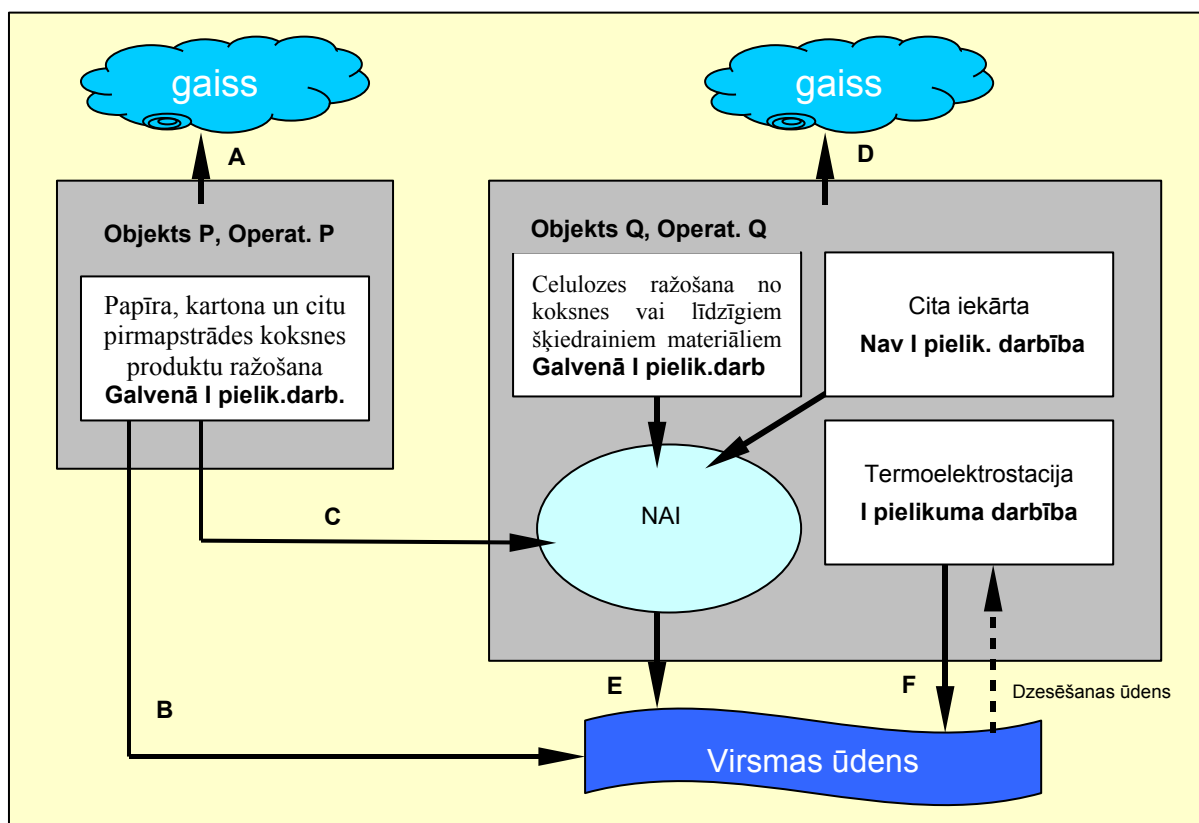 gaiss
gaiss
A
D
Objekts P, Operat. P
Papīra, kartona un citu
pirmapstrādes koksnes
produktu ražošana
Galvenā I pielik.darb.
Objekts Q, Operat. Q
Celulozes ražošana no
koksnes vai līdzīgiem
šķiedrainiem materiāliem
Galvenā I pielik.darb
Cita iekārta
Nav I pielik. darbība
Termoelektrostacija
I pielikuma darbība
NAI
C
B
E
F
Dzesēšanas ūdens
Virsmas ūdens